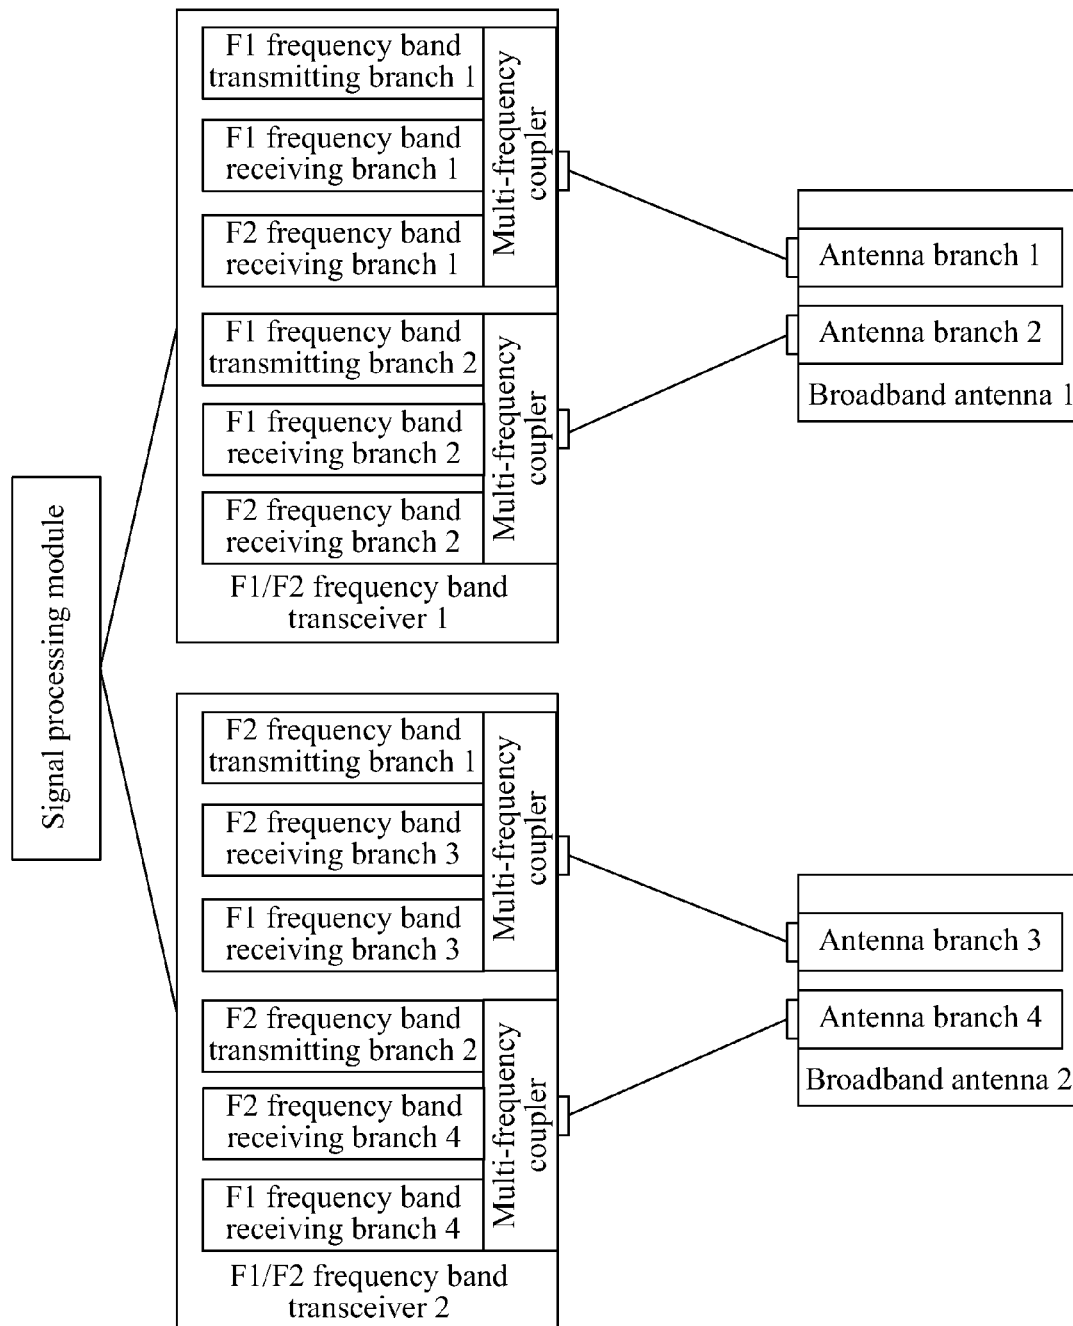 Signal processing module
F1 frequency band
transmitting branch 1
F1 frequency band
receiving branch 1
F2 frequency band
receiving branch 1
Multi-frequency
coupler
F1 frequency band
transmitting branch 2
F1 frequency band
receiving branch 2
F2 frequency band
receiving branch 2
Multi-frequency
coupler
F1/F2 frequency band
transceiver 1
Antenna branch 1
Antenna branch 2
Broadband antenna 1
F2 frequency band
transmitting branch 1
F2 frequency band
receiving branch 3
F1 frequency band
receiving branch 3
Multi-frequency
coupler
F2 frequency band
transmitting branch 2
F2 frequency band
receiving branch 4
F1 frequency band
receiving branch 4
Multi-frequency
coupler
F1/F2 frequency band
transceiver 2
Antenna branch 3
Antenna branch 4
Broadband antenna 2